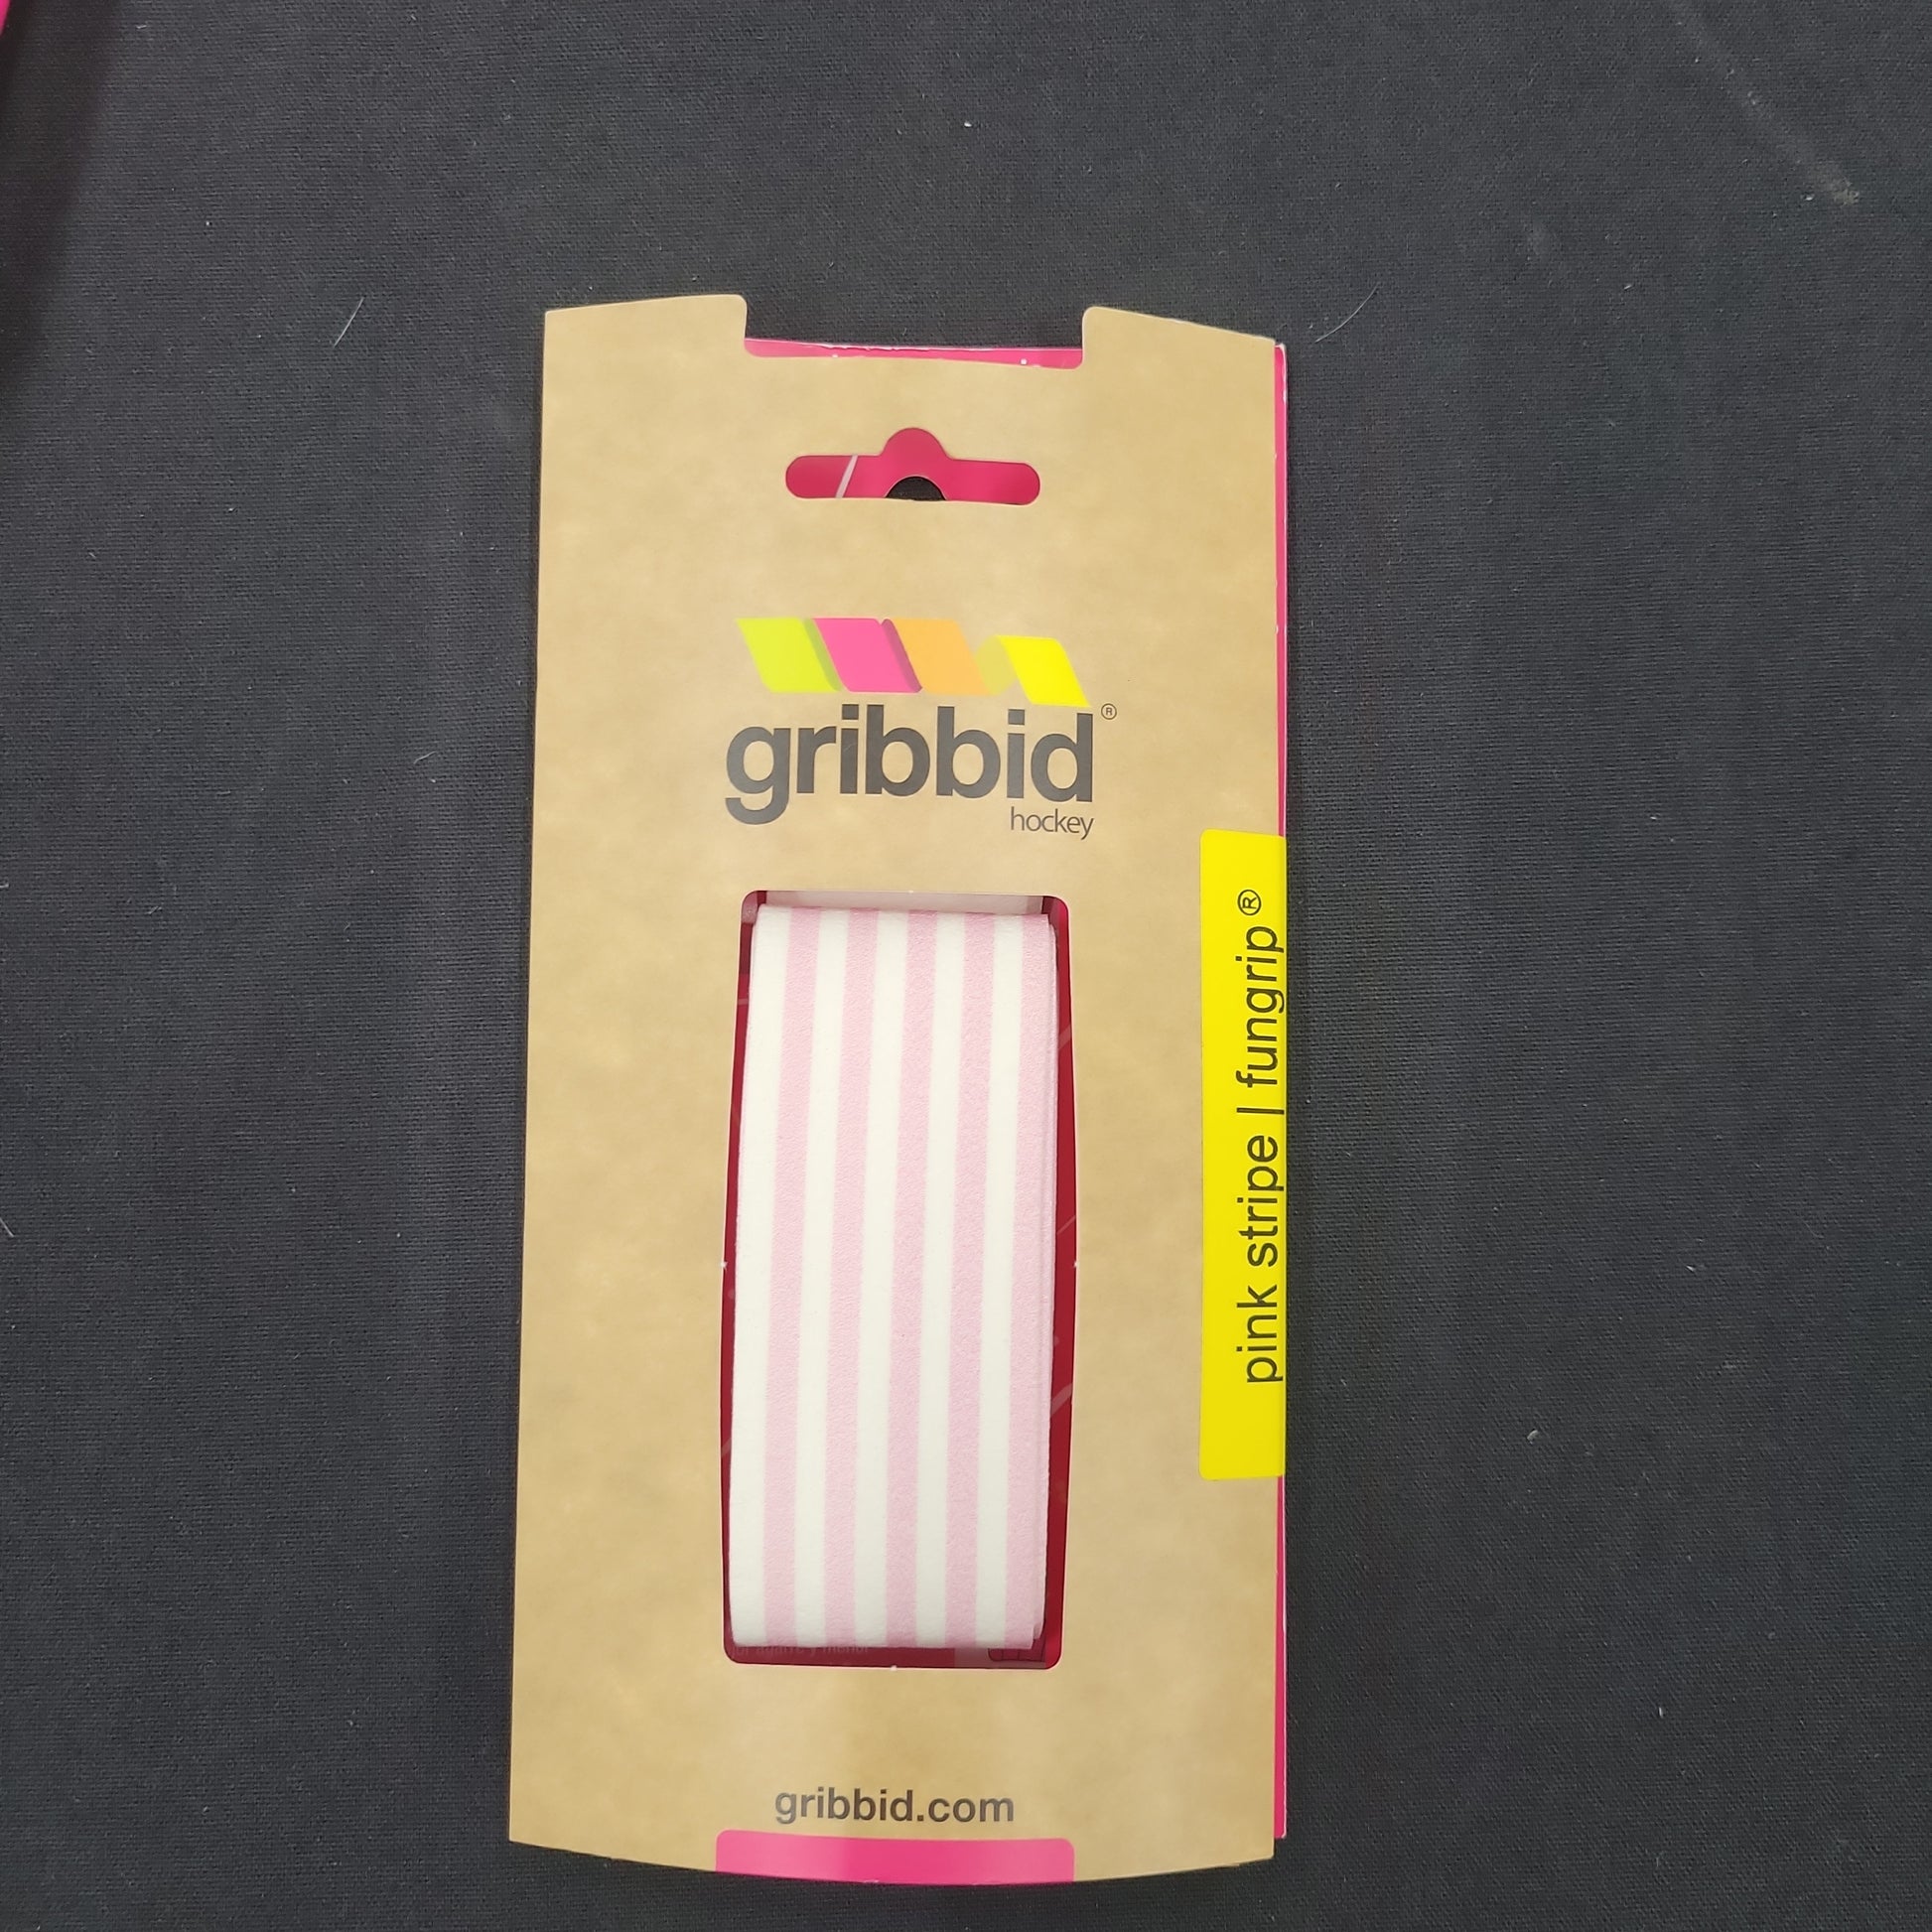 gribbid®
hockey
pink stripe | fungrip®
gribbid.com